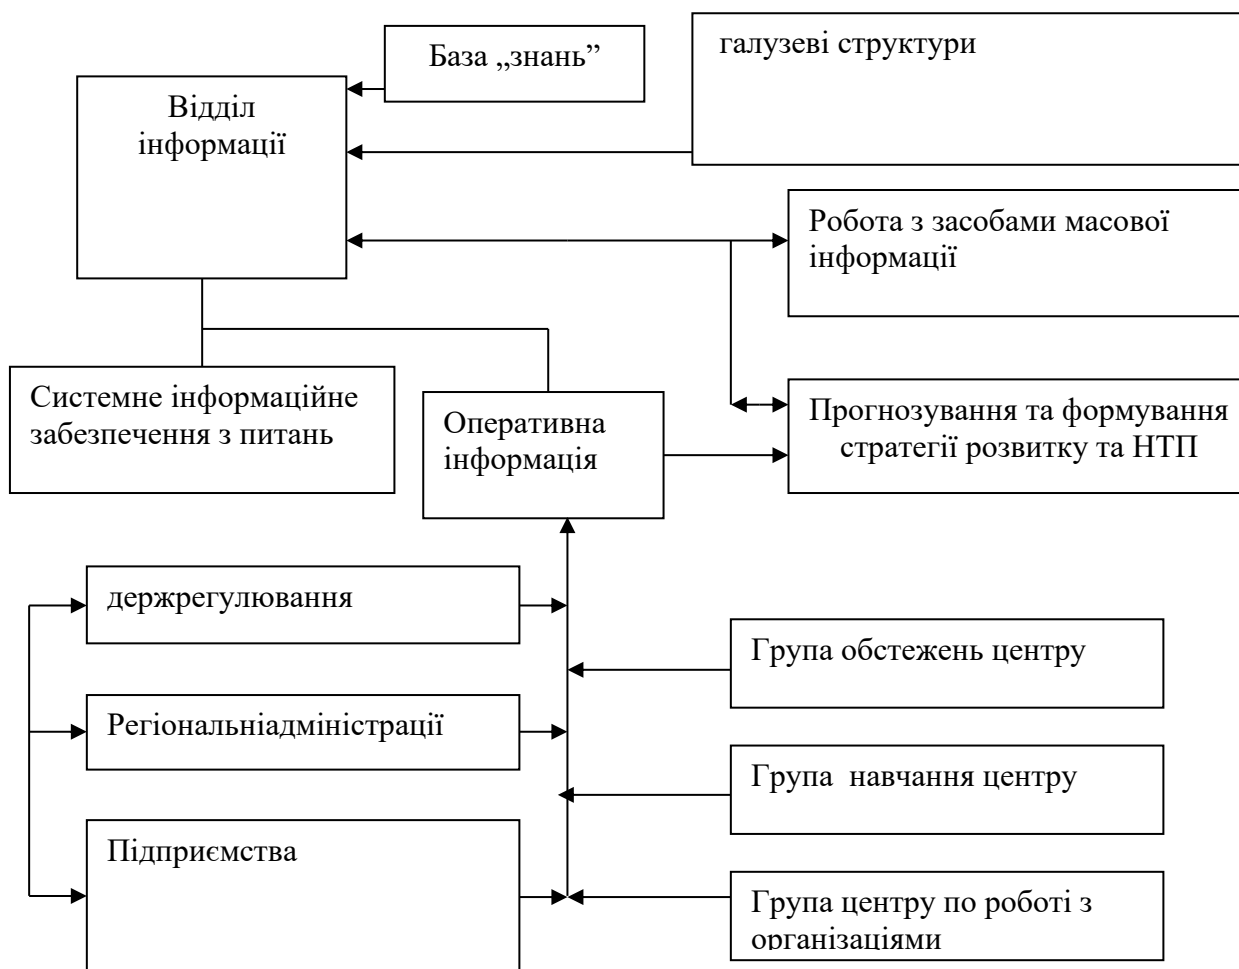 База „знань”
галузеві структури
Відділ
інформації
Робота з засобами масової
інформації
Системне інформаційне
забезпечення з питань
Оперативна
інформація
Прогнозування та формування
стратегії розвитку та НТП
держрегулювання
Група обстежень центру
Регіональніадміністрації
Група навчання центру
Підприємства
Група центру по роботі з
організаціями